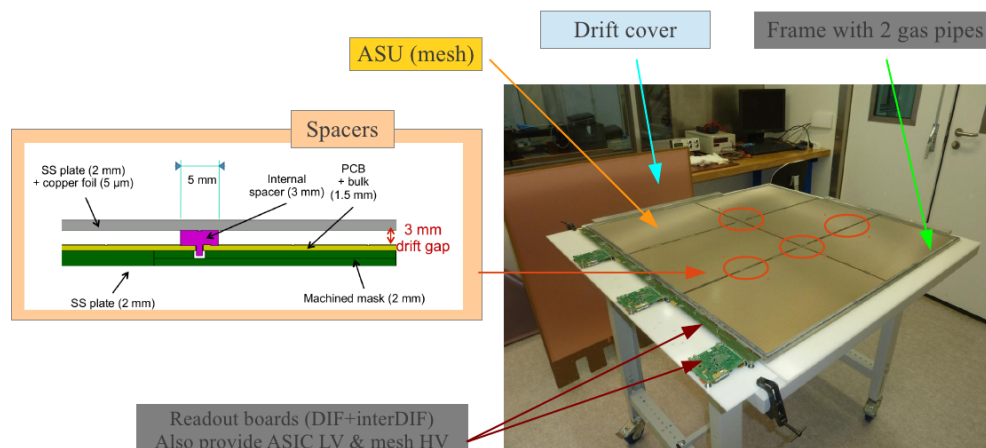 Drift cover
Frame with 2 gas pipes
ASU (mesh)
Spacers
SS plate (2 mm)
+ copper foil (5 µm)
5 mm
Internal
spacer (3 mm)
PCB
+ bulk
(1.5 mm)
3 mm
drift gap
SS plate (2 mm)
Machined mask (2 mm)
Readout boards (DIF+interDIF)
Also provide ASIC LV & mesh HV